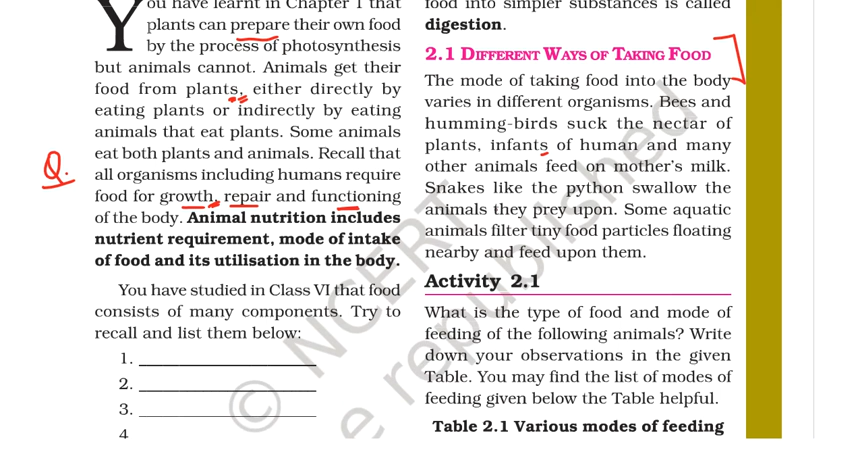 ou have learnt in Chapter 1 that
Y plants can prepare their own food
by the process of photosynthesis
but animals cannot. Animals get their
food from plants, either directly by
eating plants or indirectly by eating
animals that eat plants. Some animals
eat both plants and animals. Recall that
all organisms including humans require
food for growth, repair and functioning
of the body. Animal nutrition includes
nutrient requirement, mode of intake
of food and its utilisation in the body.
Q.
You have studied in Class VI that food
consists of many components. Try to
recall and list them below:
1.
2.
3.
4
food into simpler substances is called
digestion.
2.1 DIFFERENT WAYS OF TAKING FOOD
The mode of taking food into the body
varies in different organisms. Bees and
humming-birds suck the nectar of
plants, infants of human and many
other animals feed on mother's milk.
Snakes like the python swallow the
animals they prey upon. Some aquatic
animals filter tiny food particles floating
nearby and feed upon them.
Activity 2.1
What is the type of food and mode of
feeding of the following animals? Write
down your observations in the given
Table. You may find the list of modes of
feeding given below the Table helpful.
Table 2.1 Various modes of feeding
© NCERT
e republished